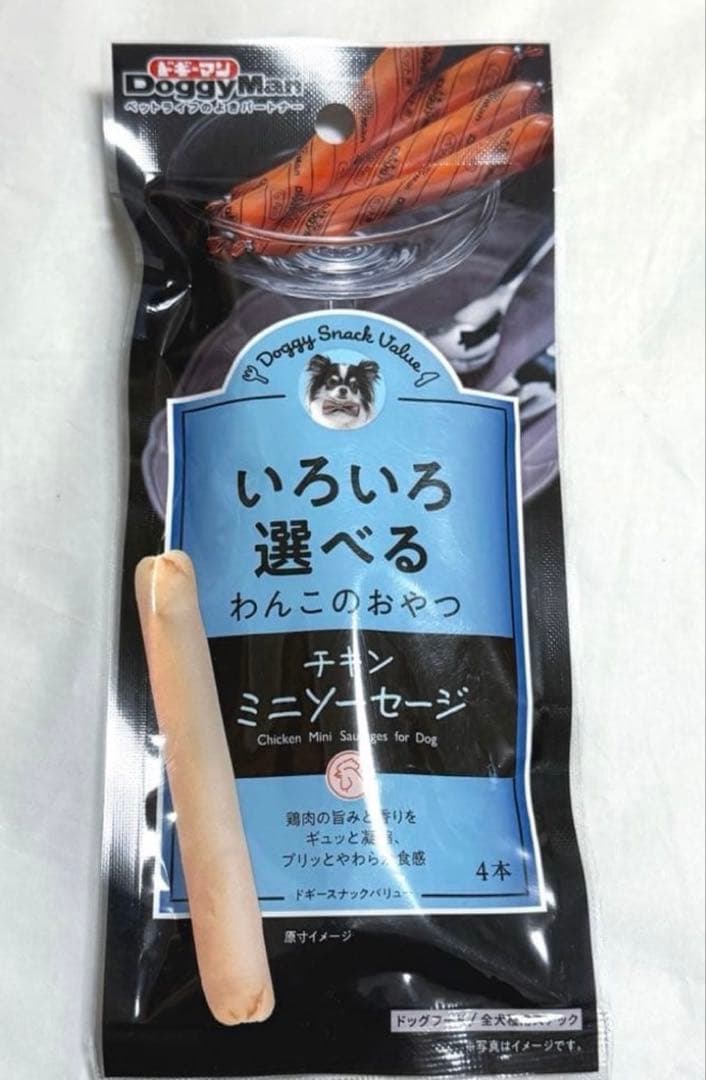 ドギーマン
DoggyMan
ペットライフのよきパートナー
Doggy Snack Value
いろいろ
選べる
わんこのおやつ
チキン
ミニソーセージ
Chicken Mini Sausages for Dog
鶏肉の旨みと香りを
ギュッと凝縮、
プリッとやわらか食感
4本
ドギースナックバリュー
原寸イメージ
ドッグフード/全犬種用スナック
※写真はイメージです。